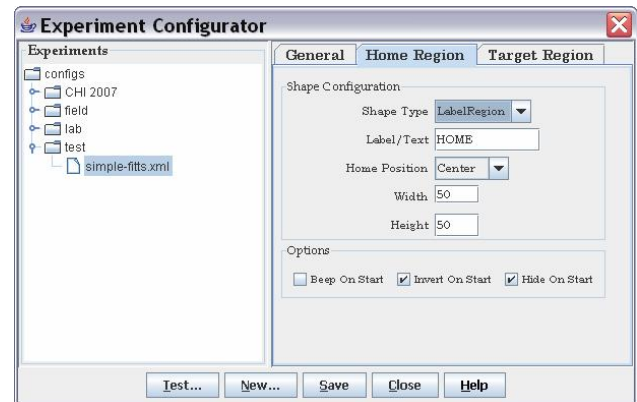 Experiment Configurator
Experiments
configs
CHI 2007
field
lab
test
simple-fitts.xml
General Home Region Target Region
Shape Configuration
Shape Type LabelRegion
Label/Text HOME
Home Position Center
Width 50
Height 50
Options
Beep On Start Invert On Start Hide On Start
Test... New... Save Close Help